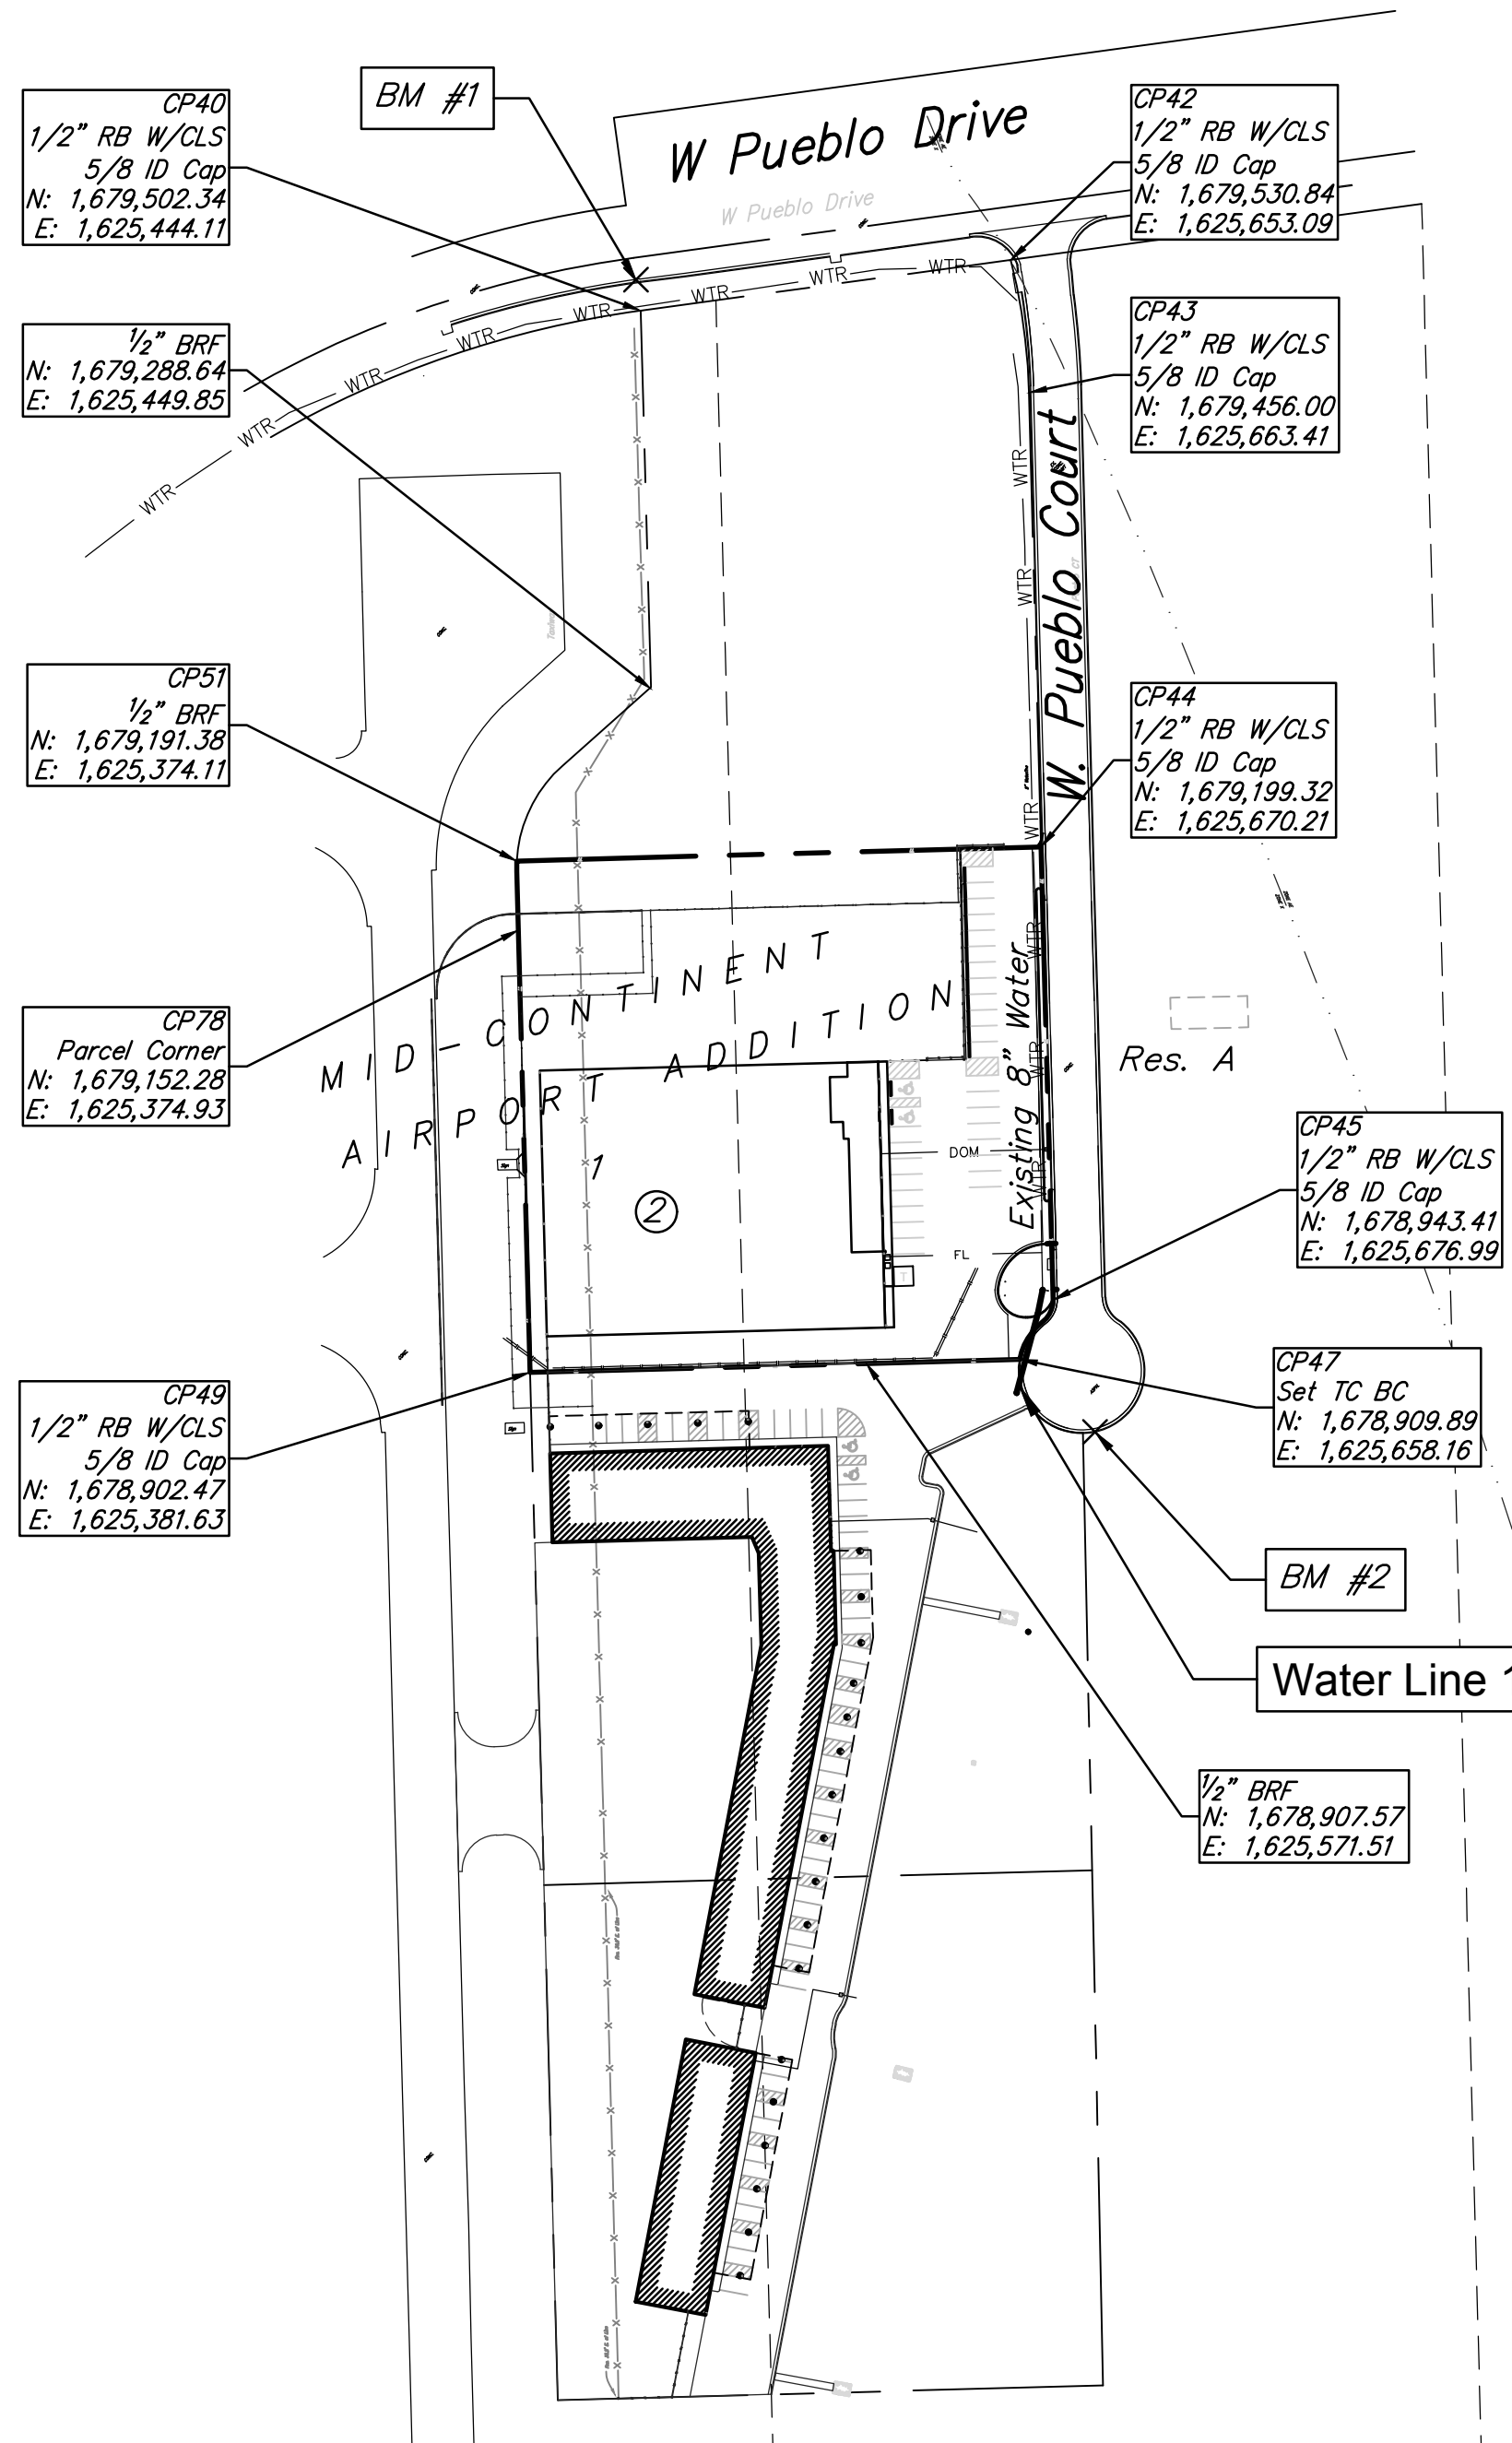 BM #1
W Pueblo Drive
W Pueblo Drive
CP40
1/2" RB W/CLS
5/8 ID Cap
N: 1,679,502.34
E: 1,625,444.11
CP42
1/2" RB W/CLS
5/8 ID Cap
N: 1,679,530.84
E: 1,625,653.09
WTR
WTR
WTR
WTR
WTR
WTR
WTR
WTR
½" BRF
N: 1,679,288.64
E: 1,625,449.85
CP43
1/2" RB W/CLS
5/8 ID Cap
N: 1,679,456.00
E: 1,625,663.41
W. Pueblo Court
WTR
WTR
WTR
WTR
WTR
WTR
CP51
½" BRF
N: 1,679,191.38
E: 1,625,374.11
CP44
1/2" RB W/CLS
5/8 ID Cap
N: 1,679,199.32
E: 1,625,670.21
MID-CONTINENT
AIRPORT ADDITION
Existing 8" Water
Res. A
CP78
Parcel Corner
N: 1,679,152.28
E: 1,625,374.93
1
2
DOM
FL
T
CP45
1/2" RB W/CLS
5/8 ID Cap
N: 1,678,943.41
E: 1,625,676.99
CP47
Set TC BC
N: 1,678,909.89
E: 1,625,658.16
CP49
1/2" RB W/CLS
5/8 ID Cap
N: 1,678,902.47
E: 1,625,381.63
BM #2
Water Line 1
½" BRF
N: 1,678,907.57
E: 1,625,571.51